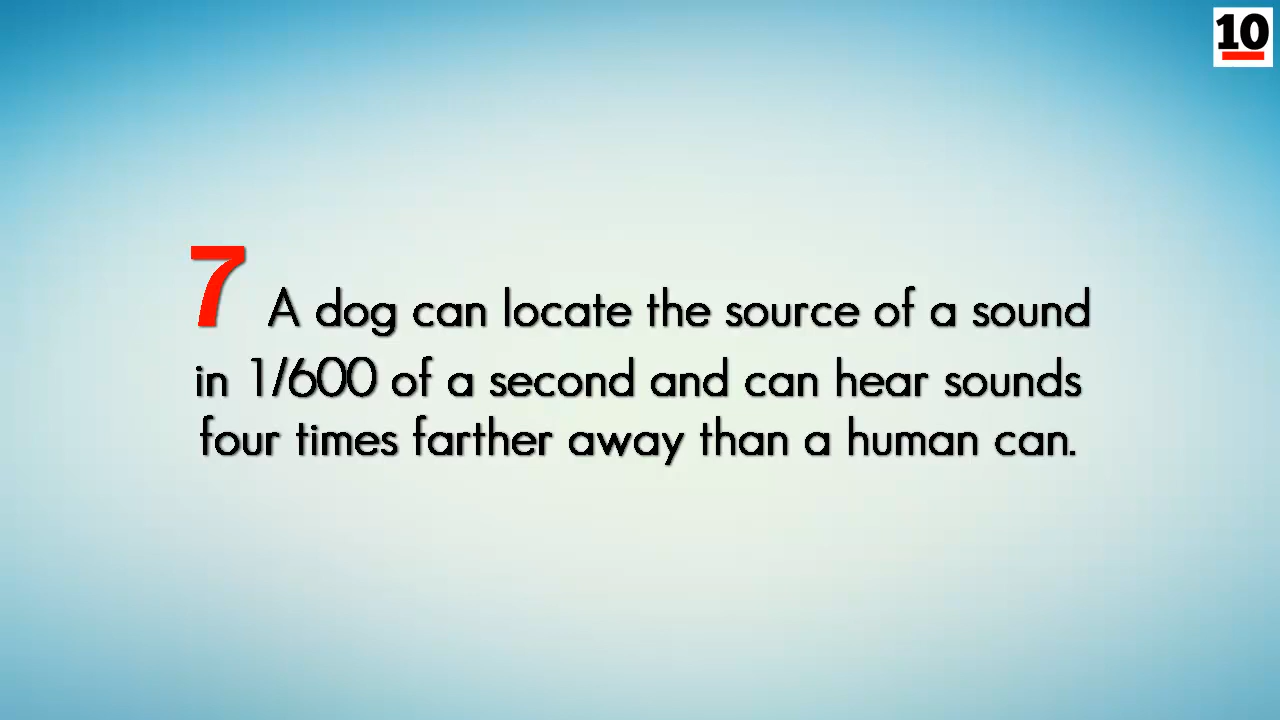 10
7 A dog can locate the source of a sound
in 1/600 of a second and can hear sounds
four times farther away than a human can.